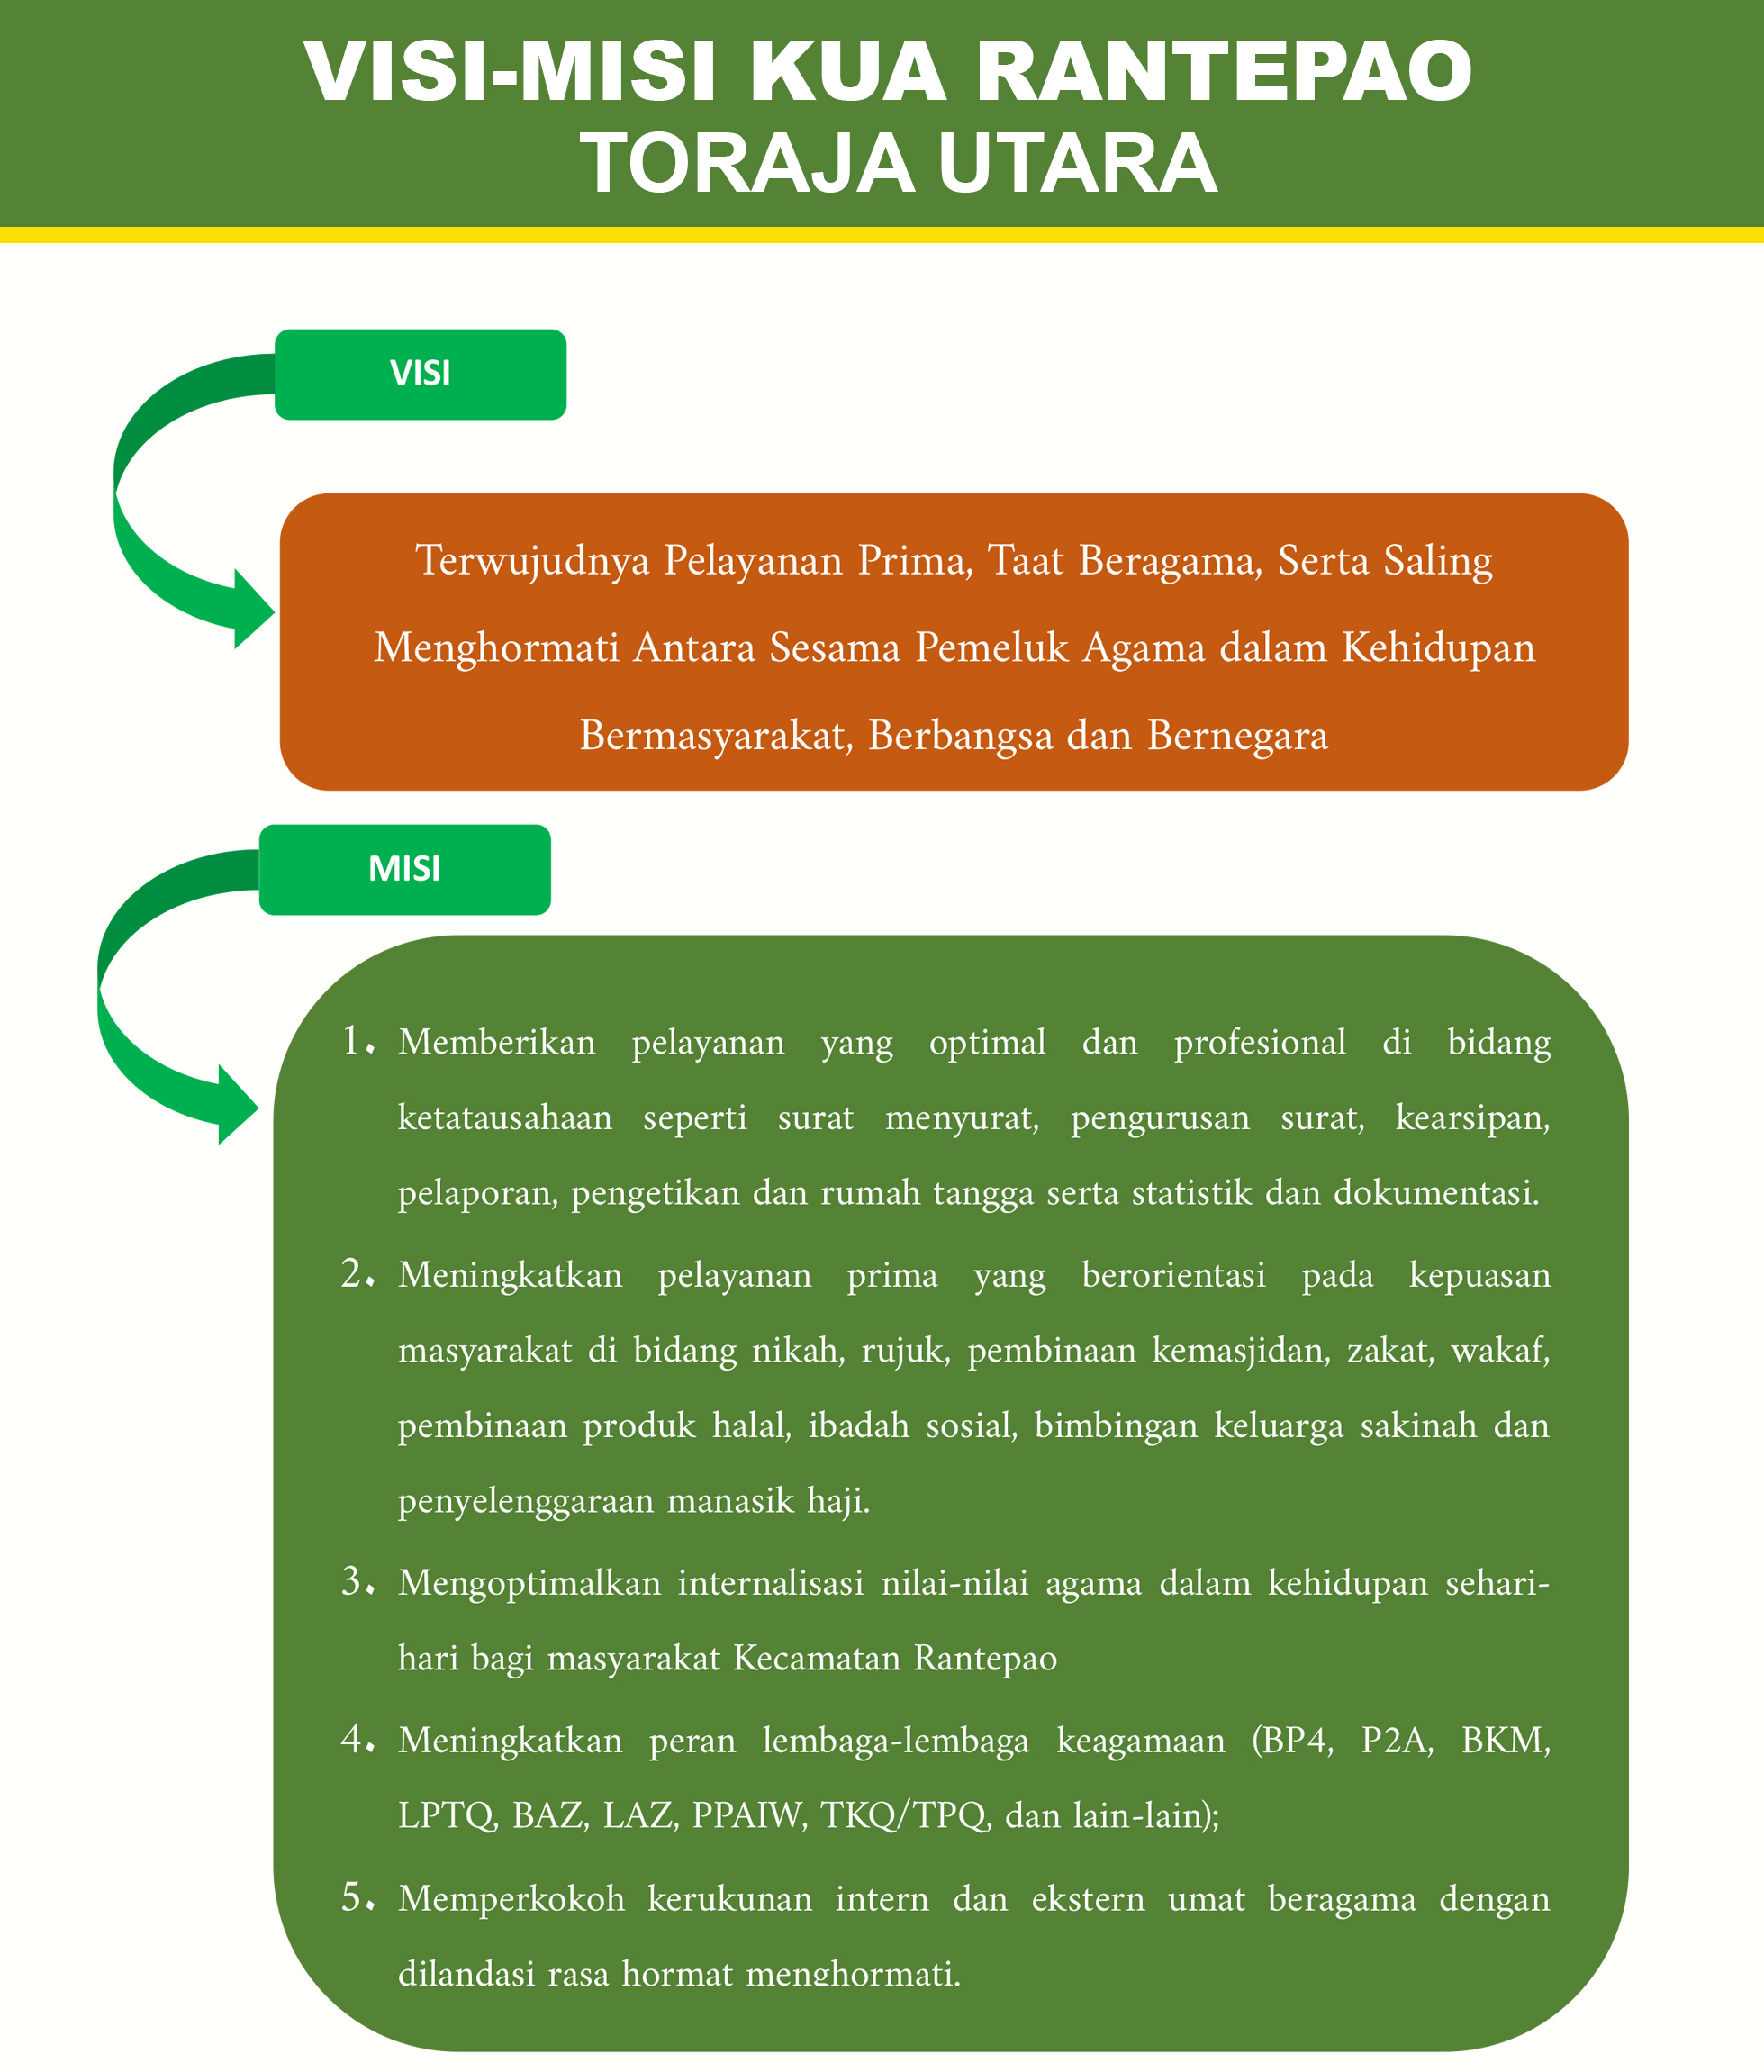 VISI-MISI KUA RANTEPAO
TORAJA UTARA
VISI
Terwujudnya Pelayanan Prima, Taat Beragama, Serta Saling
Menghormati Antara Sesama Pemeluk Agama dalam Kehidupan
Bermasyarakat, Berbangsa dan Bernegara
MISI
1. Memberikan pelayanan yang optimal dan profesional di bidang
ketatausahaan seperti surat menyurat, pengurusan surat, kearsipan,
pelaporan, pengetikan dan rumah tangga serta statistik dan dokumentasi.
2. Meningkatkan pelayanan prima yang berorientasi pada kepuasan
masyarakat di bidang nikah, rujuk, pembinaan kemasjidan, zakat, wakaf,
pembinaan produk halal, ibadah sosial, bimbingan keluarga sakinah dan
penyelenggaraan manasik haji.
3. Mengoptimalkan internalisasi nilai-nilai agama dalam kehidupan sehari-
hari bagi masyarakat Kecamatan Rantepao
4. Meningkatkan peran lembaga-lembaga keagamaan (BP4, P2A, BKM,
LPTQ, BAZ, LAZ, PPAIW, TKQ/TPQ, dan lain-lain);
5. Memperkokoh kerukunan intern dan ekstern umat beragama dengan
dilandasi rasa hormat menghormati.